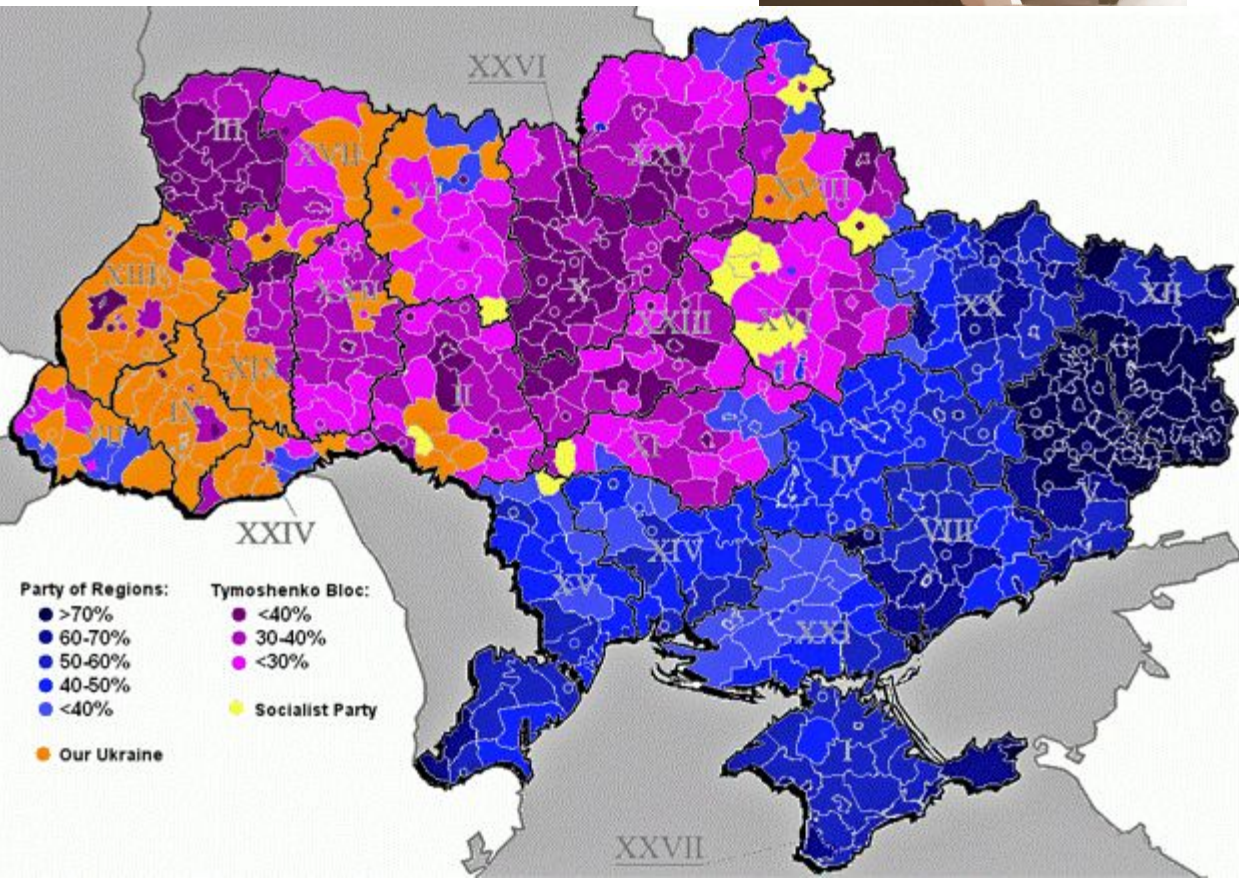 XXVI
III
XVII
VI
XXV
XVIII
XIII
XXII
X
XXIII
XVI
XX
XII
XIX
II
IX
VII
XI
IV
V
XXIV
XIV
VIII
XV
XXI
I
XXVII
Party of Regions:
>70%
60-70%
50-60%
40-50%
<40%
Our Ukraine
Tymoshenko Bloc:
<40%
30-40%
<30%
Socialist Party